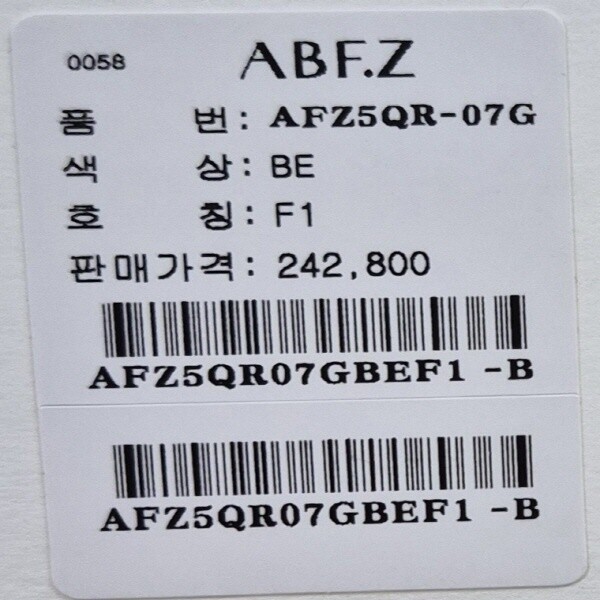 0058 ABF.Z
품 번 : AFZ5QR-07G
색 상 : BE
호 칭 : F1
판매가격 : 242,800
AFZ5QR07GBEF1 -B
AFZ5QR07GBEF1 -B